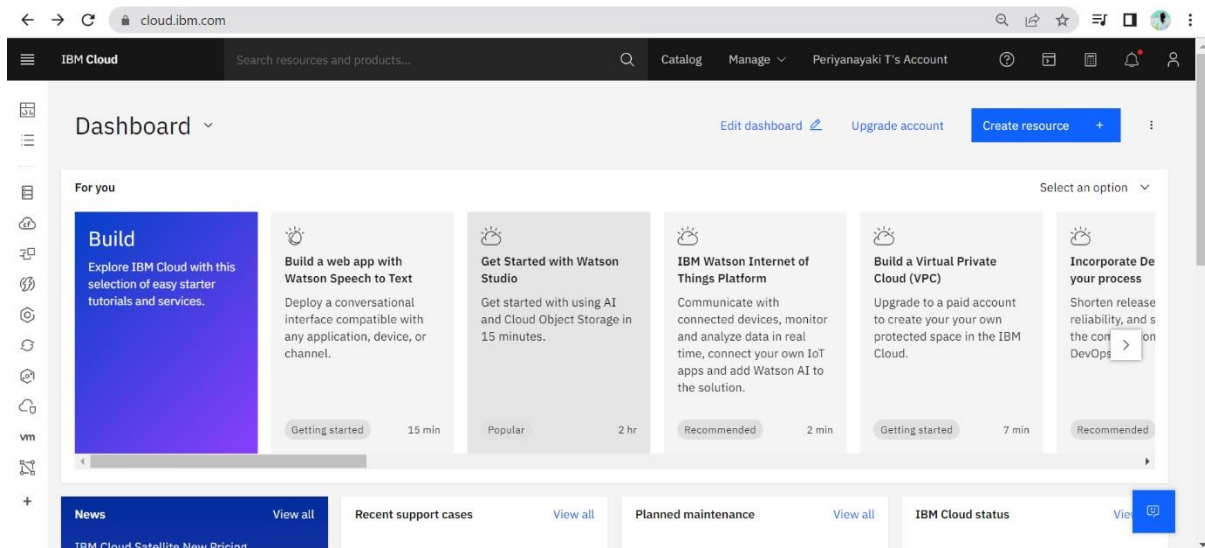 cloud.ibm.com
IBM Cloud
Search resources and products...
Catalog
Manage
Periyanayaki T's Account
Dashboard
Edit dashboard
Upgrade account
Create resource +
For you
Select an option
Build
Explore IBM Cloud with this
selection of easy starter
tutorials and services.
Build a web app with
Watson Speech to Text
Deploy a conversational
interface compatible with
any application, device, or
channel.
Getting started
15 min
Get Started with Watson
Studio
Get started with using AI
and Cloud Object Storage in
15 minutes.
Popular
2 hr
IBM Watson Internet of
Things Platform
Communicate with
connected devices, monitor
and analyze data in real
time, connect your own IoT
apps and add Watson AI to
the solution.
Recommended
2 min
Build a Virtual Private
Cloud (VPC)
Upgrade to a paid account
to create your your own
protected space in the IBM
Cloud.
Getting started
7 min
Incorporate De
your process
Shorten release
reliability, and s
the con on
DevOps
Recommended
vm
News
View all
IBM Cloud Satellite New Pricing
Recent support cases
View all
Planned maintenance
View all
IBM Cloud status
Vie